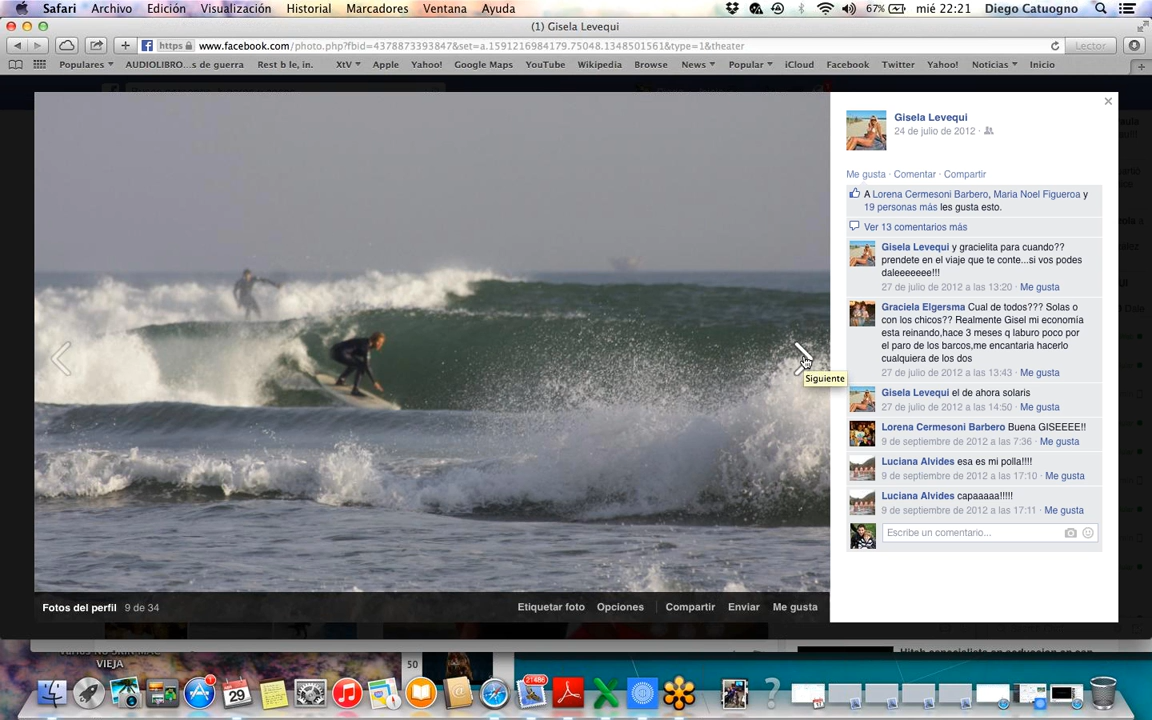 Safari Archivo Edición Visualización Historial Marcadores Ventana Ayuda 67% mié 22:21 Diego Catuogno
(1) Gisela Levequi
https www.facebook.com/photo.php?fbid=4378873393847&set=a.1591216984179.75048.1348501561&type=1&theater Lector
Populares AUDIOLIBRO...s de guerra Rest b le, in. XtV Apple Yahoo! Google Maps YouTube Wikipedia Browse News Popular iCloud Facebook Twitter Yahoo! Noticias Inicio
Gisela Levequi
24 de julio de 2012 ·
Me gusta · Comentar · Compartir
A Lorena Cermesoni Barbero, Maria Noel Figueroa y
19 personas más les gusta esto.
Ver 13 comentarios más
Gisela Levequi y gracielita para cuando??
prendete en el viaje que te conte...si vos podes
daleeeeeee!!!
27 de julio de 2012 a las 13:20 · Me gusta
Graciela Elgersma Cual de todos??? Solas o
con los chicos?? Realmente Gisel mi economía
esta reinando,hace 3 meses q laburo poco por
el paro de los barcos,me encantaria hacerlo
cualquiera de los dos
27 de julio de 2012 a las 13:43 · Me gusta
Siguiente
Gisela Levequi el de ahora solaris
27 de julio de 2012 a las 14:50 · Me gusta
Lorena Cermesoni Barbero Buena GISEEEE!!
9 de septiembre de 2012 a las 7:36 · Me gusta
Luciana Alvides esa es mi polla!!!!
9 de septiembre de 2012 a las 17:10 · Me gusta
Luciana Alvides capaaaaa!!!!!
9 de septiembre de 2012 a las 17:11 · Me gusta
Escribe un comentario...
Fotos del perfil 9 de 34 Etiquetar foto Opciones Compartir Enviar Me gusta
VIEJA
50
21486
29